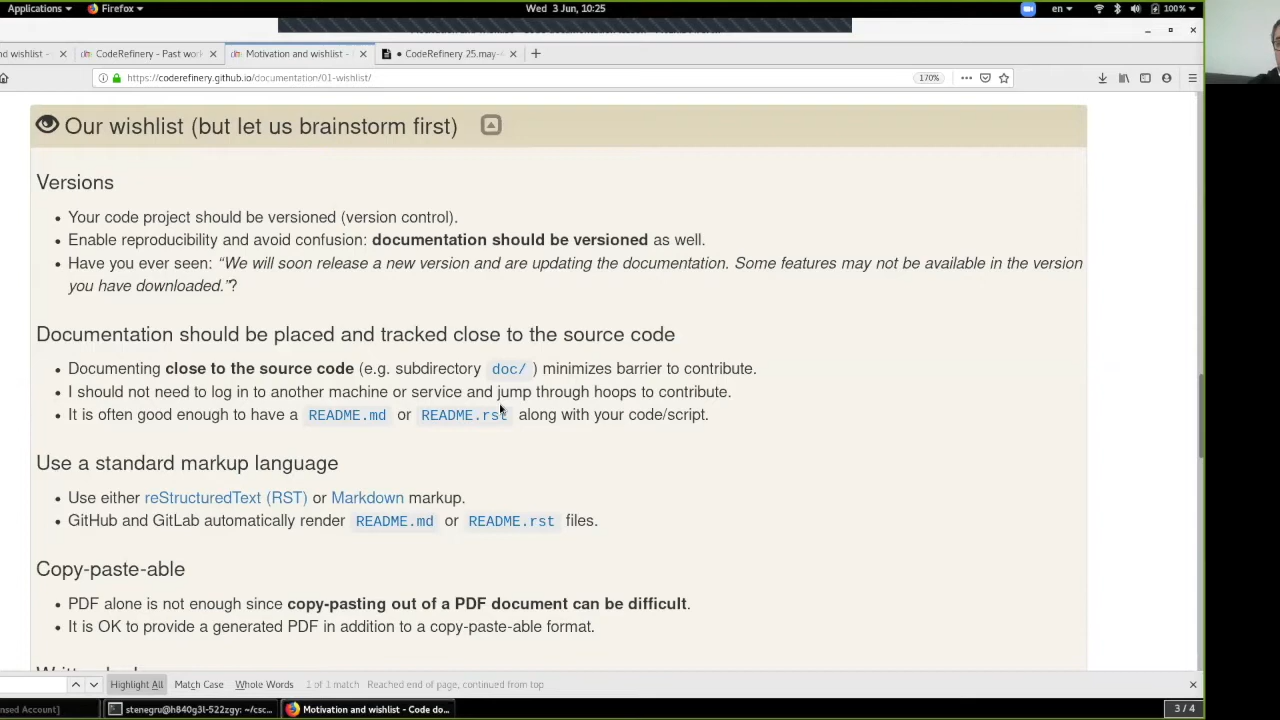 Applications
Firefox
Wed 3 Jun, 10:25
en
100%
nd wishlist -
CodeRefinery - Past wor
Motivation and wishlist -
CodeRefinery 25.may-
https://coderefinery.github.io/documentation/01-wishlist/
170%
Our wishlist (but let us brainstorm first)
Versions
Your code project should be versioned (version control).
Enable reproducibility and avoid confusion: documentation should be versioned as well.
Have you ever seen: “We will soon release a new version and are updating the documentation. Some features may not be available in the version
you have downloaded.”?
Documentation should be placed and tracked close to the source code
Documenting close to the source code (e.g. subdirectory doc/ ) minimizes barrier to contribute.
I should not need to log in to another machine or service and jump through hoops to contribute.
It is often good enough to have a README.md or README.rst along with your code/script.
Use a standard markup language
Use either reStructuredText (RST) or Markdown markup.
GitHub and GitLab automatically render README.md or README.rst files.
Copy-paste-able
PDF alone is not enough since copy-pasting out of a PDF document can be difficult.
It is OK to provide a generated PDF in addition to a copy-paste-able format.
Highlight All
Match Case
Whole Words
1 of 1 match
Reached end of page, continued from top
nsed Account]
stenegru@h840g3l-522zgy: ~/csc...
Motivation and wishlist - Code do...
3 / 4